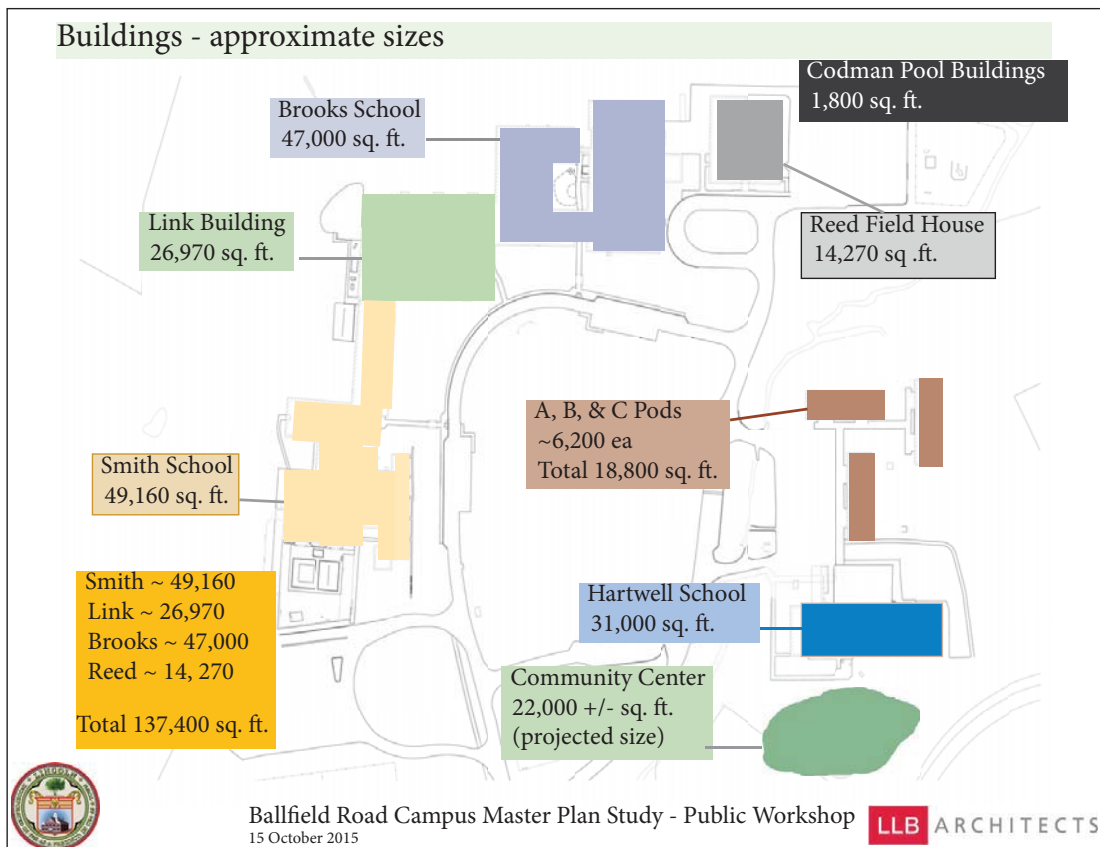 Buildings - approximate sizes
Codman Pool Buildings
1,800 sq. ft.
Brooks School
47,000 sq. ft.
Link Building
26,970 sq. ft.
Reed Field House
14,270 sq .ft.
A, B, & C Pods
~6,200 ea
Total 18,800 sq. ft.
Smith School
49,160 sq. ft.
Smith ~ 49,160
Link ~ 26,970
Brooks ~ 47,000
Reed ~ 14, 270
Total 137,400 sq. ft.
Hartwell School
31,000 sq. ft.
Community Center
22,000 +/- sq. ft.
(projected size)
Ballfield Road Campus Master Plan Study - Public Workshop
15 October 2015
LLB ARCHITECTS